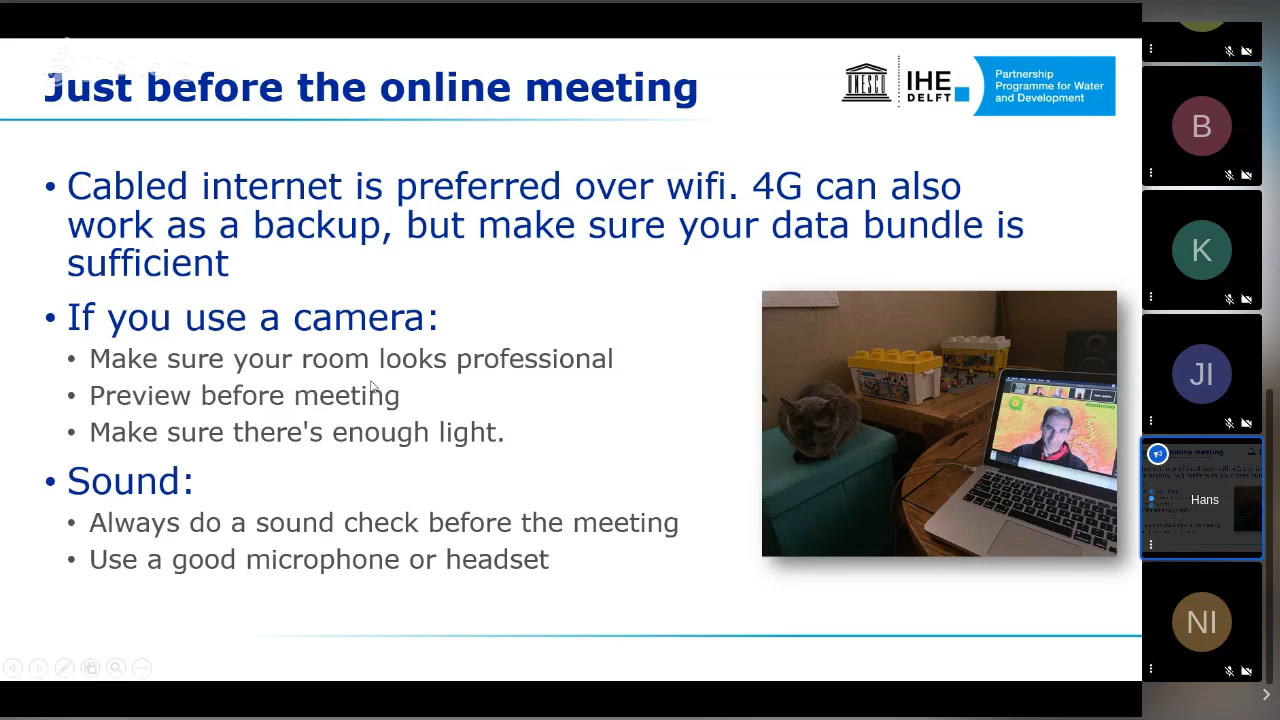 Just before the online meeting
UNESCO
IHE
DELFT
Partnership
Programme for Water
and Development
• Cabled internet is preferred over wifi. 4G can also
work as a backup, but make sure your data bundle is
sufficient
• If you use a camera:
• Make sure your room looks professional
• Preview before meeting
• Make sure there's enough light.
• Sound:
• Always do a sound check before the meeting
• Use a good microphone or headset
B
K
JI
Hans
NI